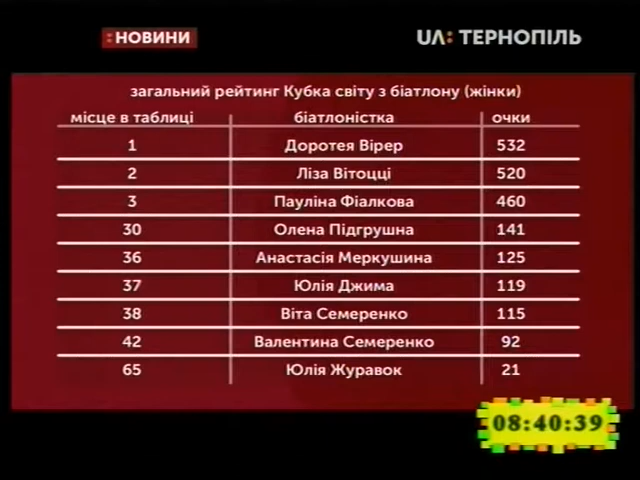 :НОВИНИ
UA: ТЕРНОПІЛЬ
загальний рейтинг Кубка світу з біатлону (жінки)
місце в таблиці біатлоністка очки
1 Доротея Вірер 532
2 Ліза Вітоцці 520
3 Пауліна Фіалкова 460
30 Олена Підгрушна 141
36 Анастасія Меркушина 125
37 Юлія Джима 119
38 Віта Семеренко 115
42 Валентина Семеренко 92
65 Юлія Журавок 21
08:40:39